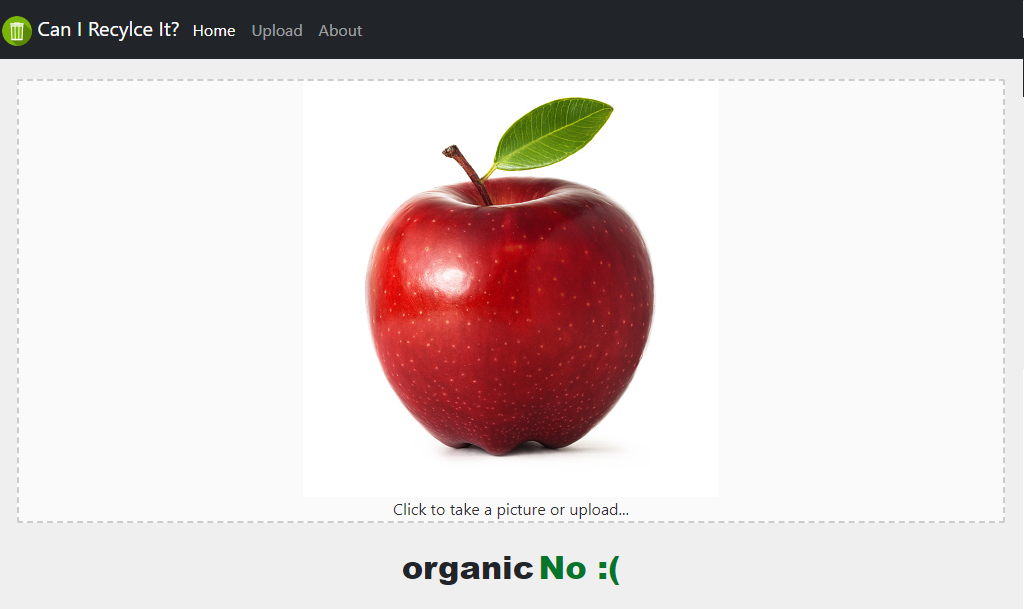 Can I Recylce It? Home Upload About
Click to take a picture or upload...
organic No :(